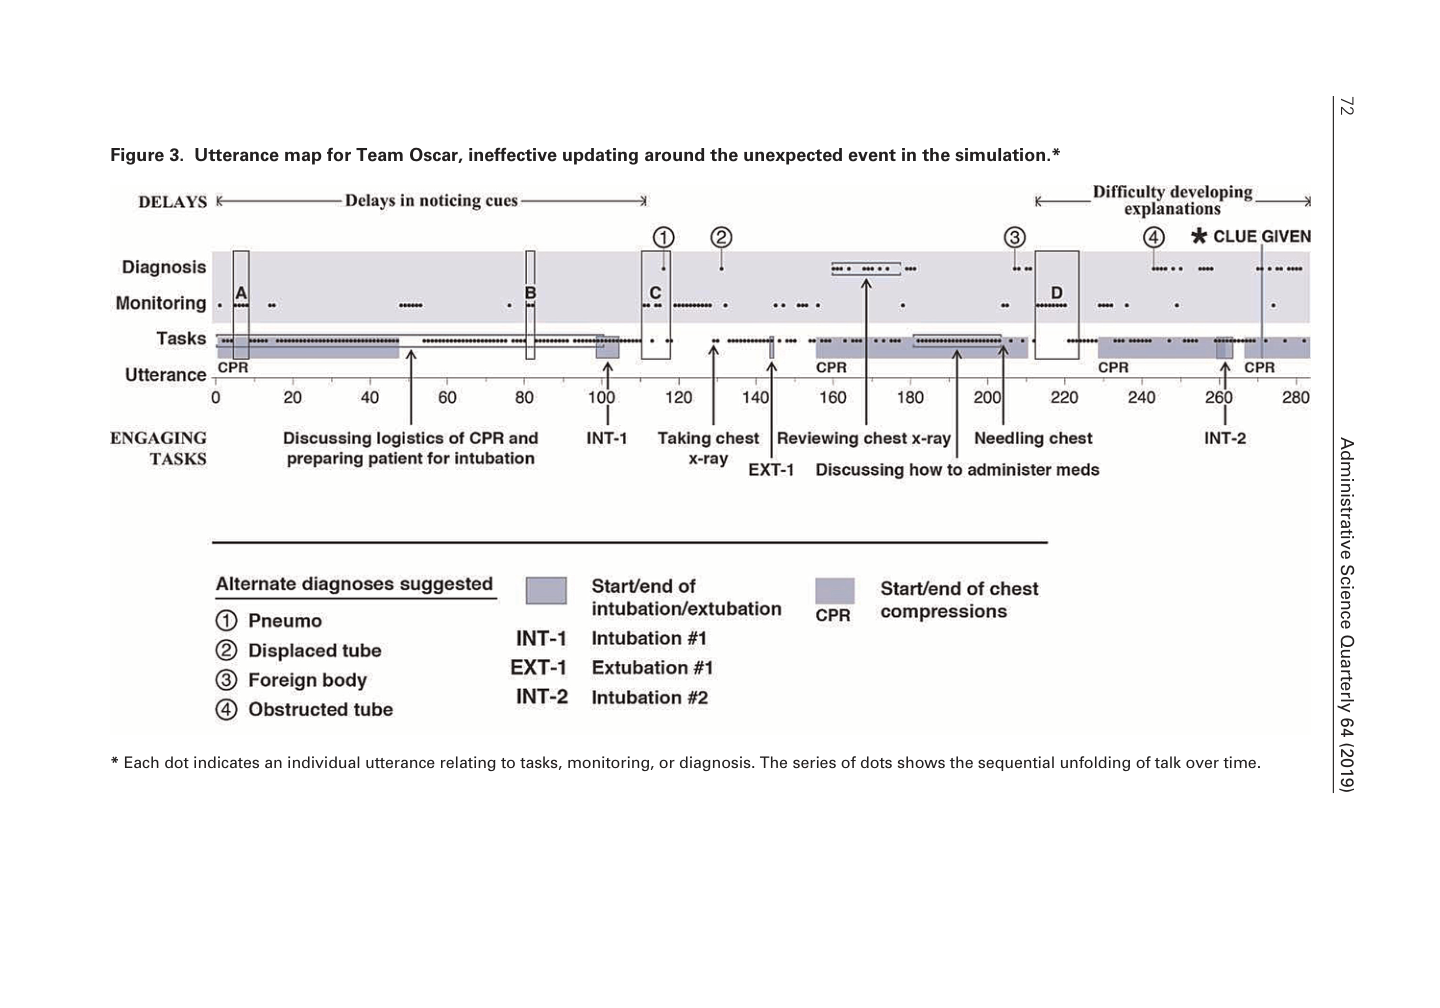 72
Administrative Science Quarterly 64 (2019)
Figure 3. Utterance map for Team Oscar, ineffective updating around the unexpected event in the simulation.*
DELAYS
Delays in noticing cues
Difficulty developing
explanations
1
2
3
4
* CLUE GIVEN
Diagnosis
Monitoring
A
B
C
D
Tasks
CPR
CPR
CPR
CPR
Utterance
0 20 40 60 80 100 120 140 160 180 200 220 240 260 280
ENGAGING
TASKS
Discussing logistics of CPR and
preparing patient for intubation
INT-1
Taking chest
x-ray
EXT-1
Reviewing chest x-ray
Discussing how to administer meds
Needling chest
INT-2
Alternate diagnoses suggested
1 Pneumo
2 Displaced tube
3 Foreign body
4 Obstructed tube
Start/end of
intubation/extubation
INT-1 Intubation #1
EXT-1 Extubation #1
INT-2 Intubation #2
CPR
Start/end of chest
compressions
* Each dot indicates an individual utterance relating to tasks, monitoring, or diagnosis. The series of dots shows the sequential unfolding of talk over time.